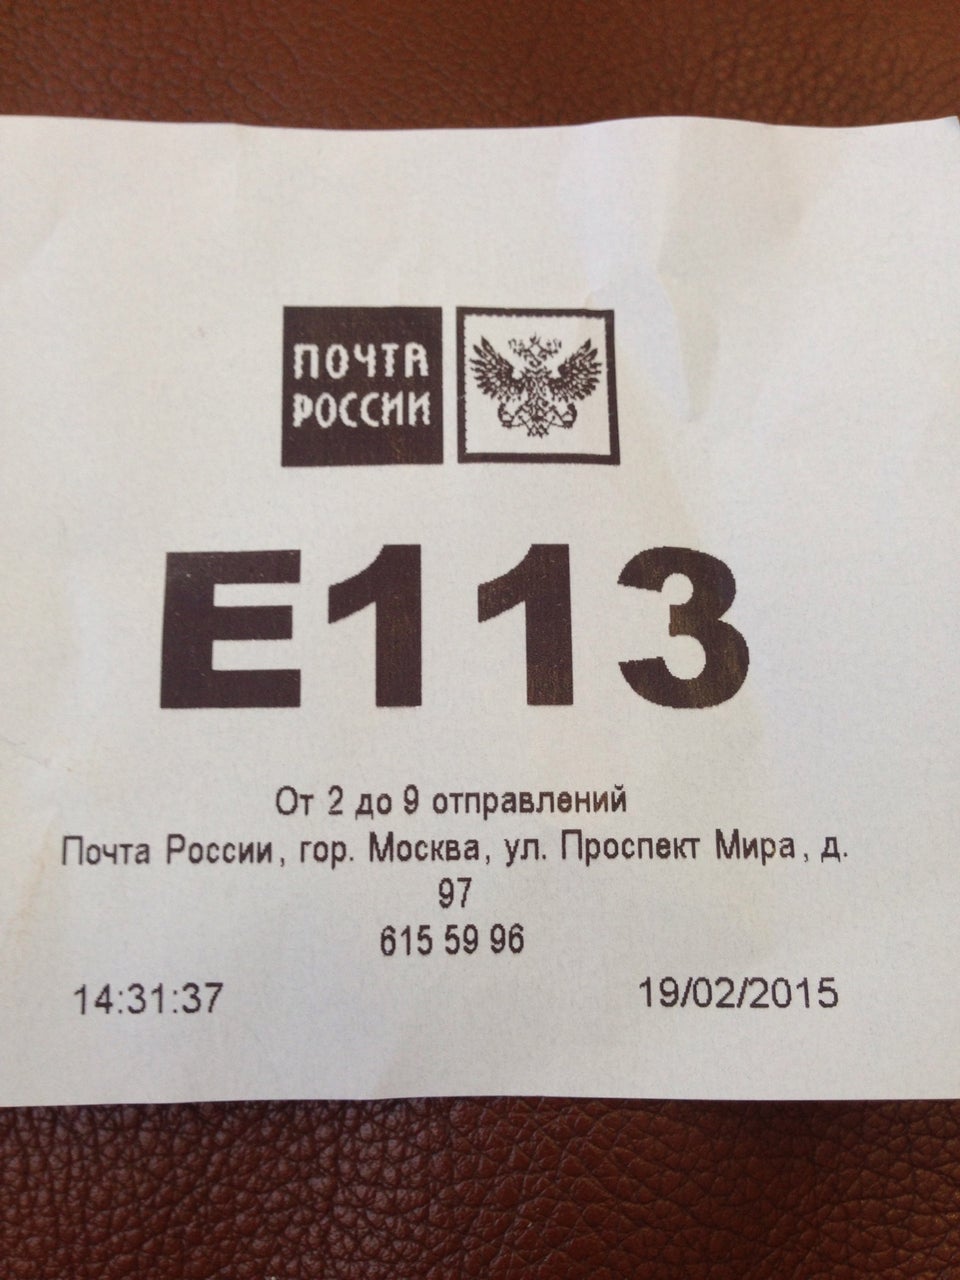 ПОЧТА
РОССИИ
E113
От 2 до 9 отправлений
Почта России, гор. Москва, ул. Проспект Мира, д.
97
615 59 96
14:31:37 19/02/2015